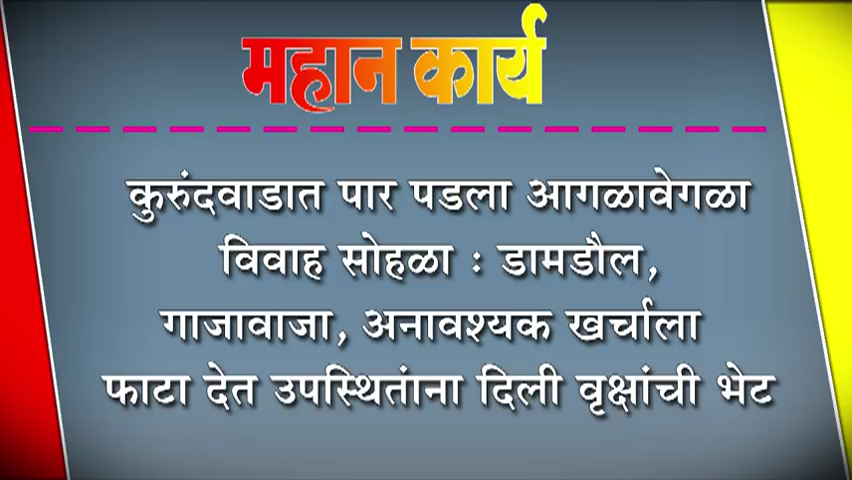 महान कार्य
कुरुंदवाडात पार पडला आगळावेगळा
विवाह सोहळा : डामडौल,
गाजावाजा, अनावश्यक खर्चाला
फाटा देत उपस्थितांना दिली वृक्षांची भेट